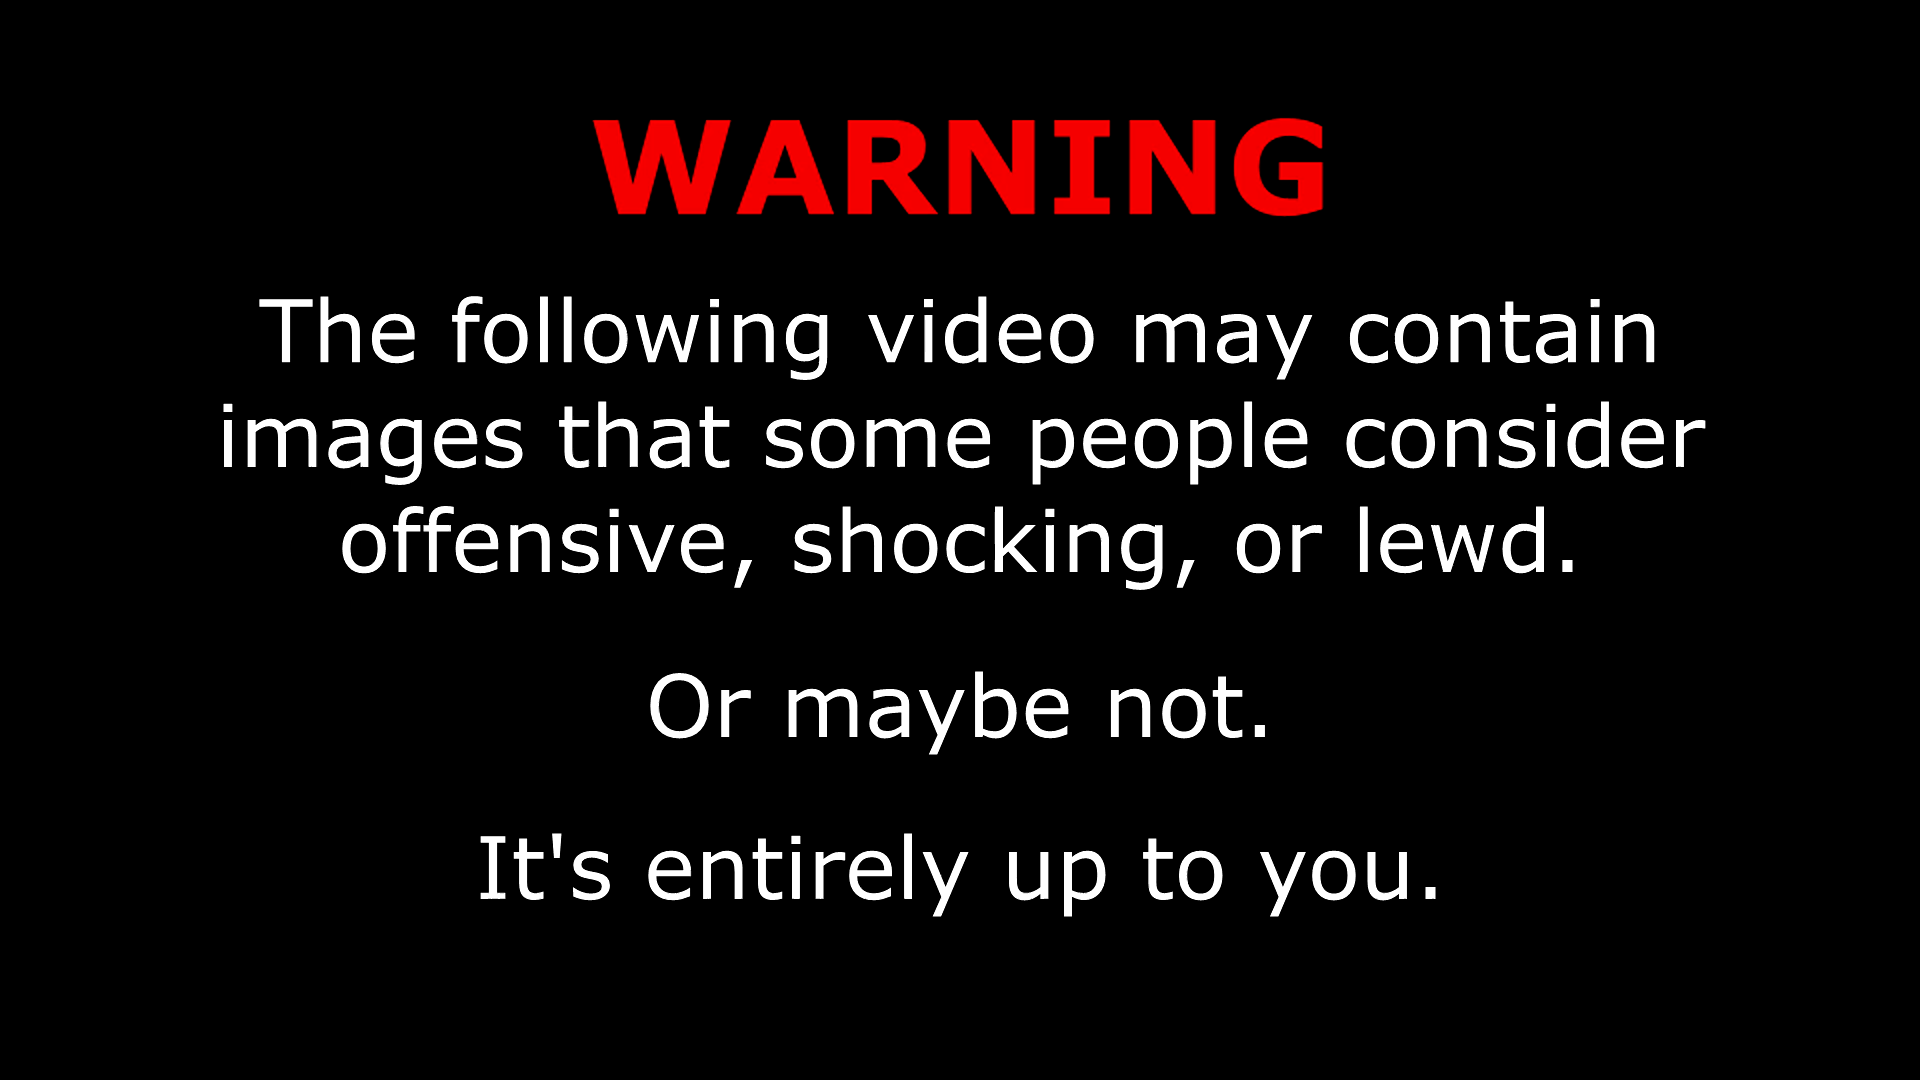 WARNING
The following video may contain
images that some people consider
offensive, shocking, or lewd.
Or maybe not.
It's entirely up to you.